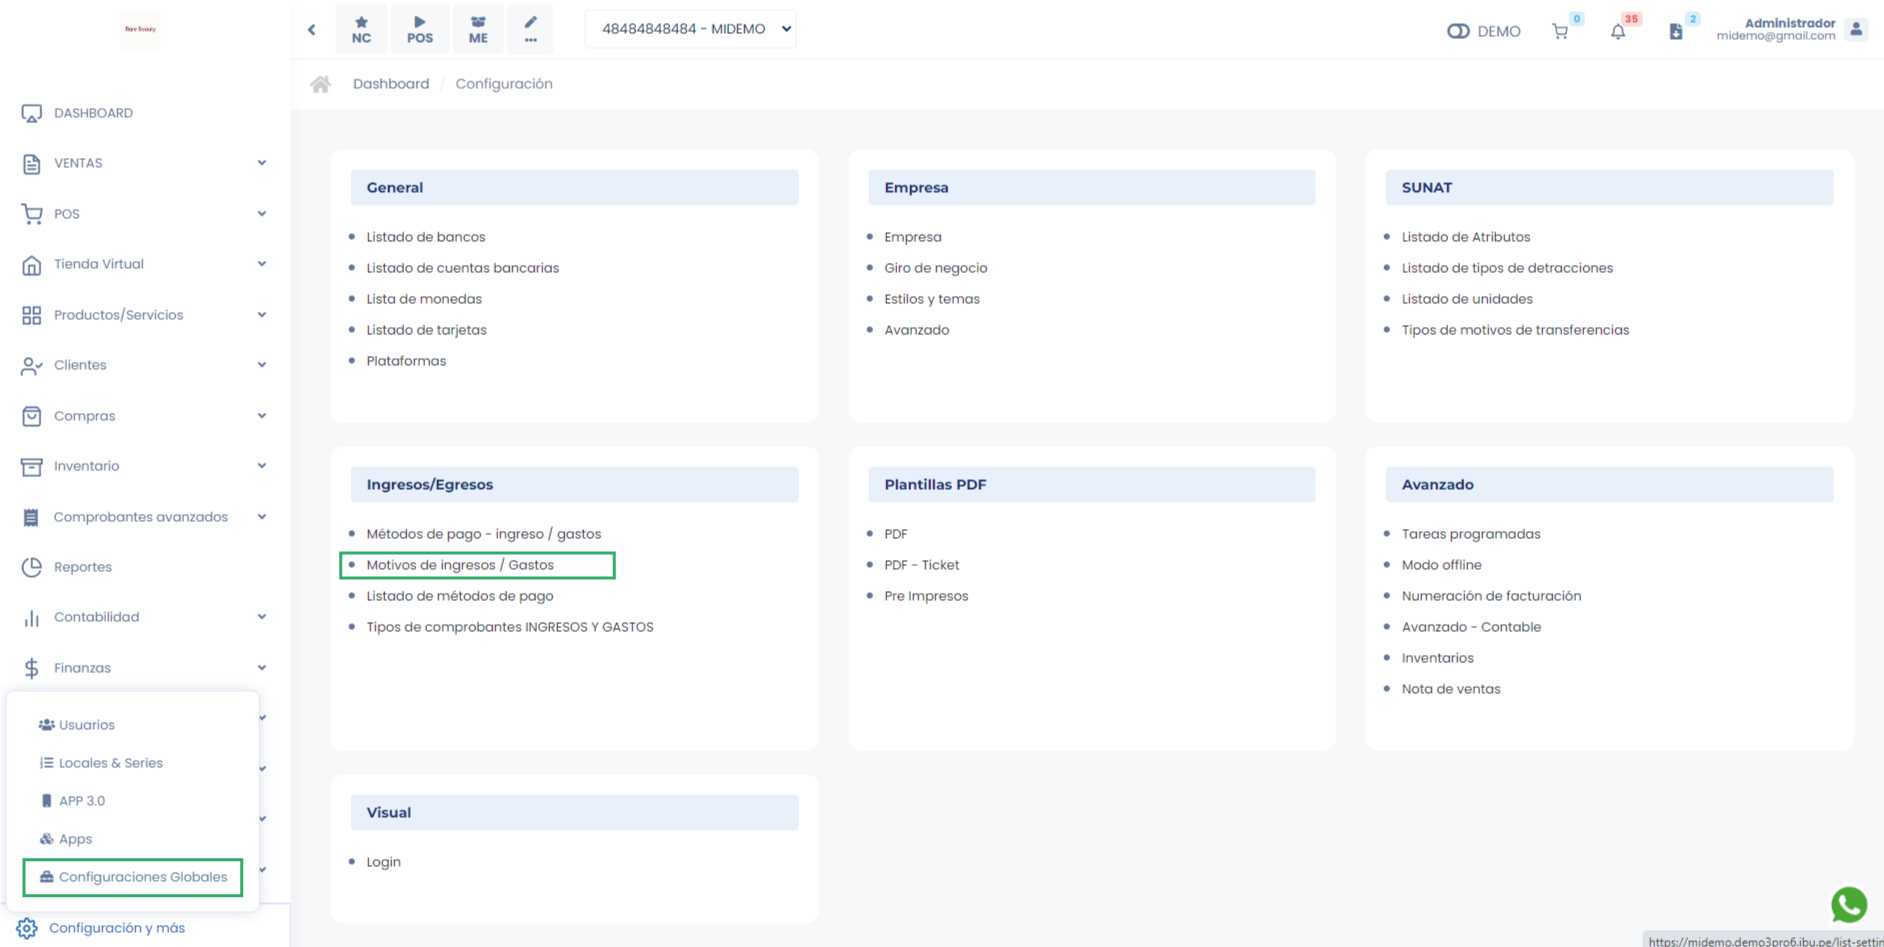 Rare Beauty
NC
POS
ME
...
48484848484 - MIDEMO
DEMO
0
35
2
Administrador
midemo@gmail.com
Dashboard / Configuración
DASHBOARD
VENTAS
POS
Tienda Virtual
Productos/Servicios
Clientes
Compras
Inventario
Comprobantes avanzados
Reportes
Contabilidad
Finanzas
Usuarios
Locales & Series
APP 3.0
Apps
Configuraciones Globales
Configuración y más
General
Listado de bancos
Listado de cuentas bancarias
Lista de monedas
Listado de tarjetas
Plataformas
Empresa
Empresa
Giro de negocio
Estilos y temas
Avanzado
SUNAT
Listado de Atributos
Listado de tipos de detracciones
Listado de unidades
Tipos de motivos de transferencias
Ingresos/Egresos
Métodos de pago - ingreso / gastos
Motivos de ingresos / Gastos
Listado de métodos de pago
Tipos de comprobantes INGRESOS Y GASTOS
Plantillas PDF
PDF
PDF - Ticket
Pre Impresos
Avanzado
Tareas programadas
Modo offline
Numeración de facturación
Avanzado - Contable
Inventarios
Nota de ventas
Visual
Login
https://midemo.demo3pro6.ibu.pe/list-settin